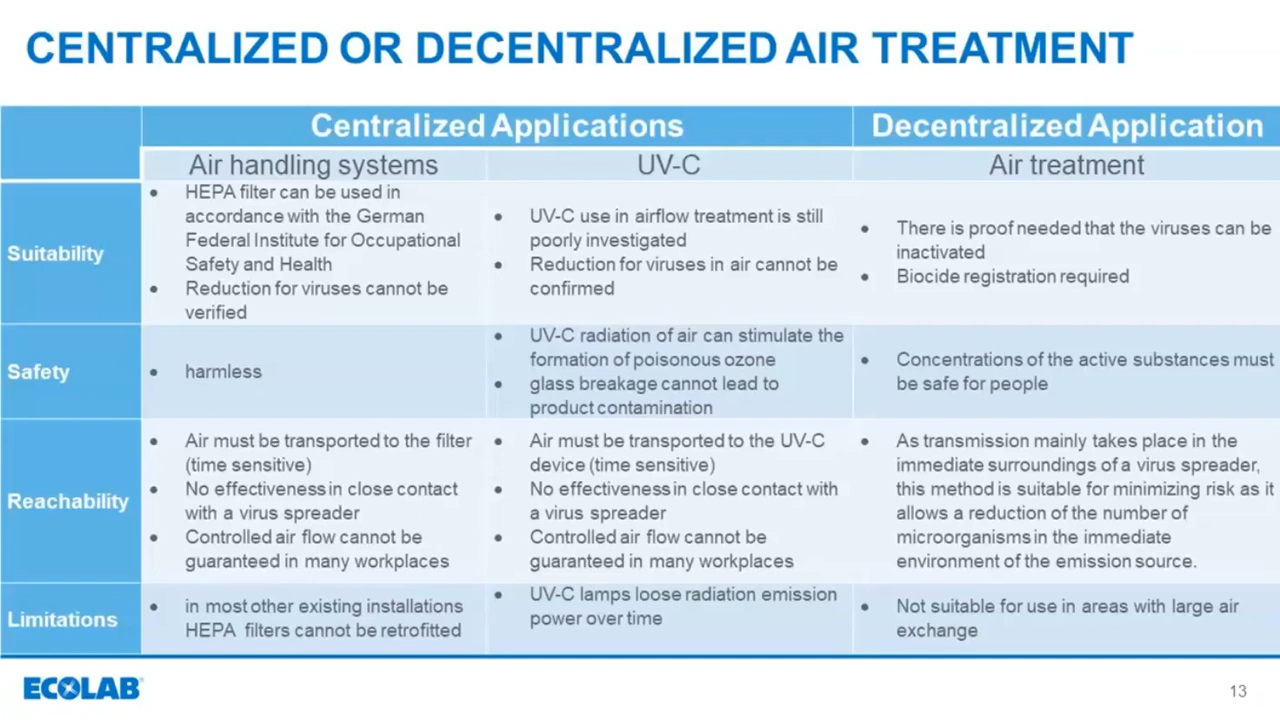 CENTRALIZED OR DECENTRALIZED AIR TREATMENT
Centralized Applications
Decentralized Application
Air handling systems
UV-C
Air treatment
Suitability
• HEPA filter can be used in
accordance with the German
Federal Institute for Occupational
Safety and Health
• Reduction for viruses cannot be
verified
• UV-C use in airflow treatment is still
poorly investigated
• Reduction for viruses in air cannot be
confirmed
• There is proof needed that the viruses can be
inactivated
• Biocide registration required
Safety
• harmless
• UV-C radiation of air can stimulate the
formation of poisonous ozone
• glass breakage cannot lead to
product contamination
• Concentrations of the active substances must
be safe for people
Reachability
• Air must be transported to the filter
(time sensitive)
• No effectiveness in close contact
with a virus spreader
• Controlled air flow cannot be
guaranteed in many workplaces
• Air must be transported to the UV-C
device (time sensitive)
• No effectiveness in close contact with
a virus spreader
• Controlled air flow cannot be
guaranteed in many workplaces
• As transmission mainly takes place in the
immediate surroundings of a virus spreader,
this method is suitable for minimizing risk as it
allows a reduction of the number of
microorganisms in the immediate
environment of the emission source.
Limitations
• in most other existing installations
HEPA filters cannot be retrofitted
• UV-C lamps loose radiation emission
power over time
• Not suitable for use in areas with large air
exchange
ECOLAB
13